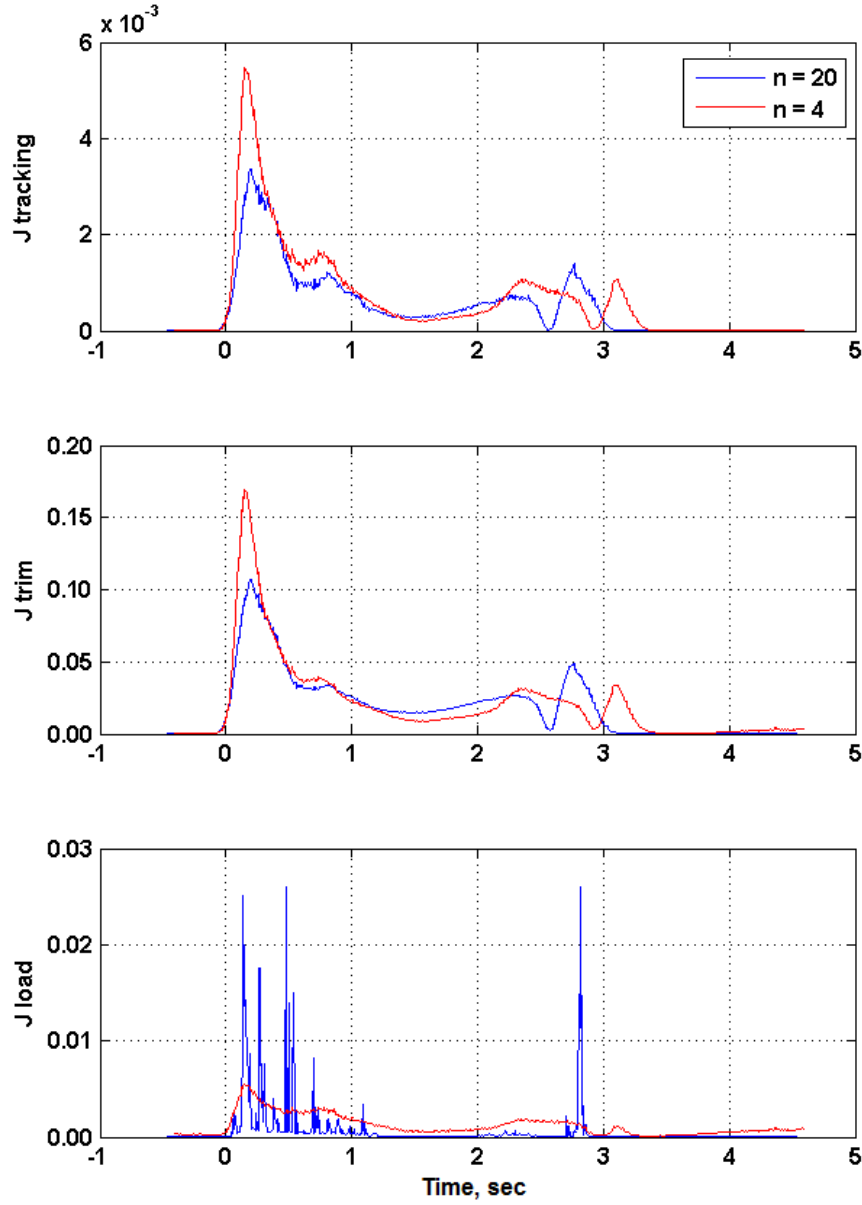 x 10⁻³
6
4
2
0
J tracking
n = 20
n = 4
-1 0 1 2 3 4 5
0.20
0.15
0.10
0.05
0.00
J trim
-1 0 1 2 3 4 5
0.03
0.02
0.01
0.00
J load
-1 0 1 2 3 4 5
Time, sec